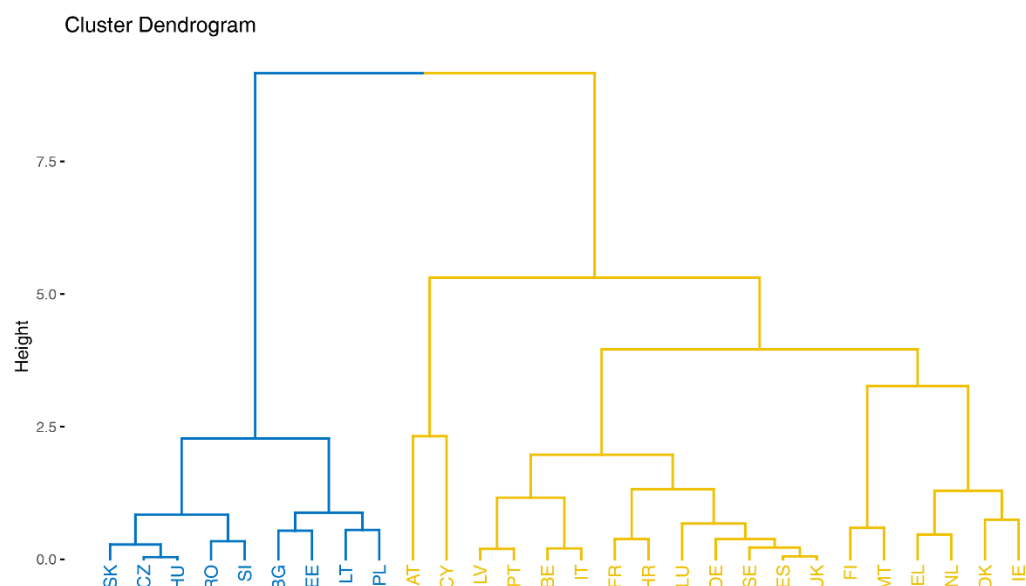 Cluster Dendrogram
Height
7.5
5.0
2.5
0.0
SK CZ HU RO SI BG EE LT PL AT CY LV PT BE IT FR HR LU DE SE ES UK FI MT EL NL DK IE